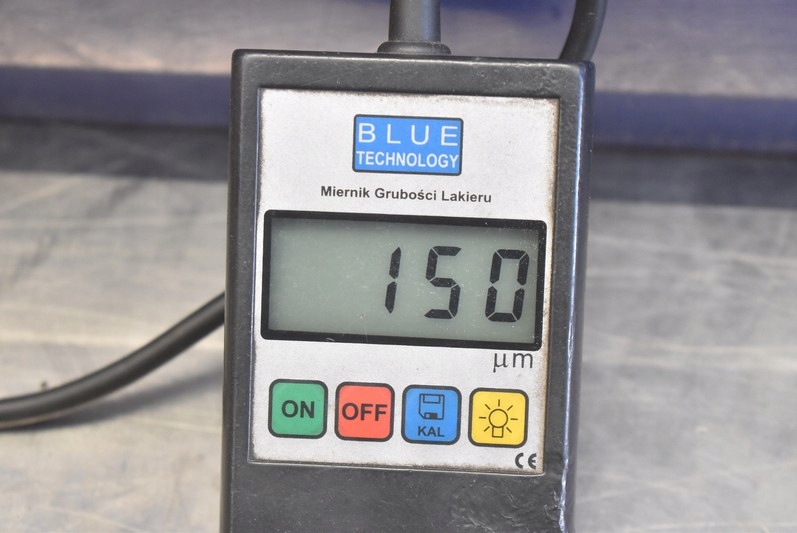 BLUE
TECHNOLOGY
Miernik Grubości Lakieru
150
µm
ON OFF KAL
CE